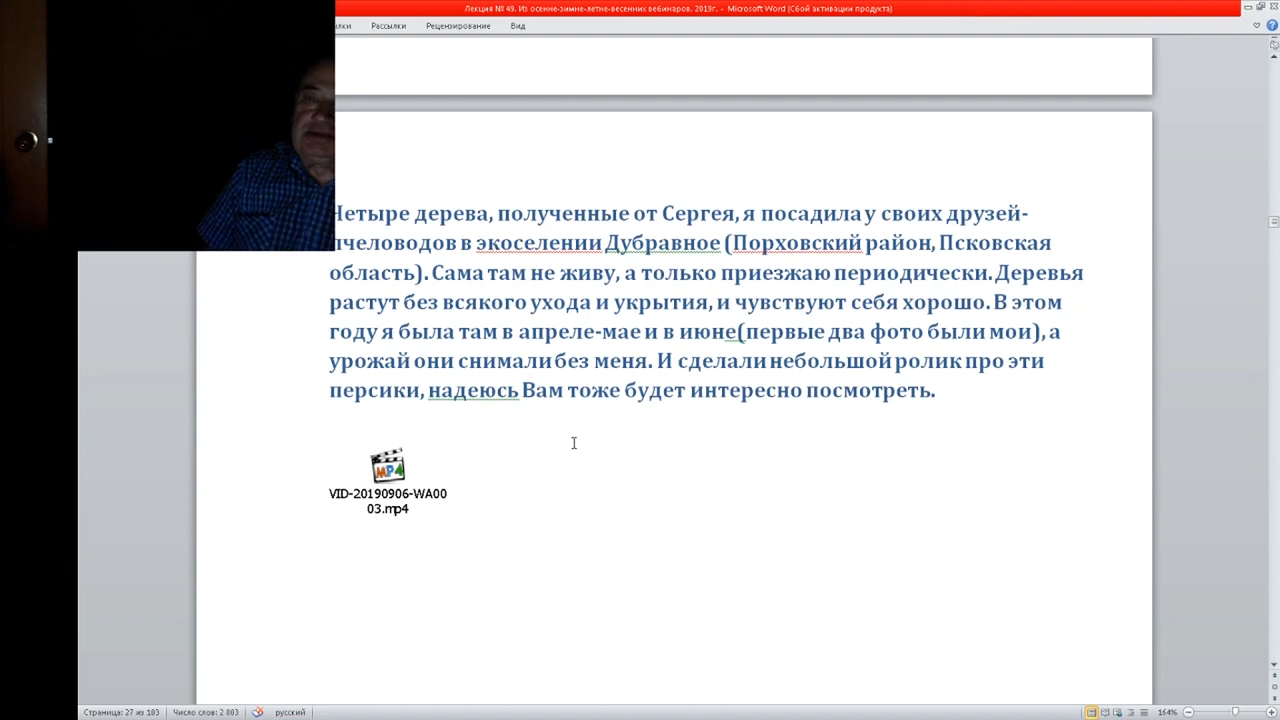 Лекция № 49. Из осенне-зимне-летне-весенних вебинаров. 2019г. - Microsoft Word (Сбой активации продукта)
Рассылки Рецензирование Вид
Четыре дерева, полученные от Сергея, я посадила у своих друзей-
пчеловодов в экоселении Дубравное (Порховский район, Псковская
область). Сама там не живу, а только приезжаю периодически. Деревья
растут без всякого ухода и укрытия, и чувствуют себя хорошо. В этом
году я была там в апреле-мае и в июне(первые два фото были мои), а
урожай они снимали без меня. И сделали небольшой ролик про эти
персики, надеюсь Вам тоже будет интересно посмотреть.
MP4
VID-20190906-WA00
03.mp4
Страница: 27 из 103 Число слов: 2 803 русский 164%